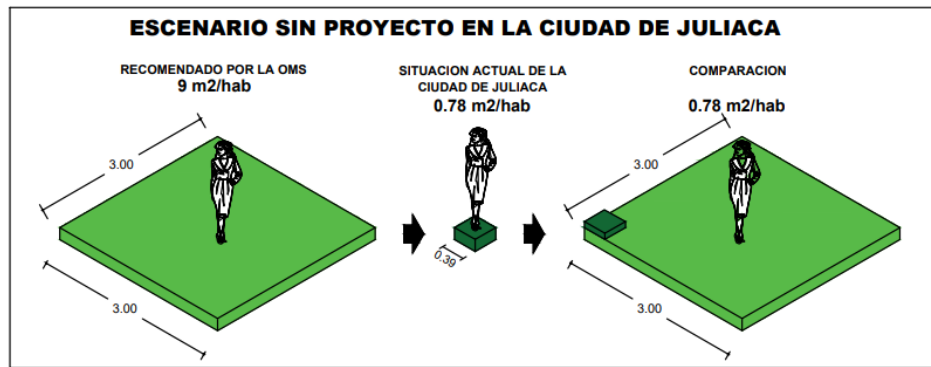 ESCENARIO SIN PROYECTO EN LA CIUDAD DE JULIACA
RECOMENDADO POR LA OMS
9 m2/hab
3.00
3.00
SITUACION ACTUAL DE LA
CIUDAD DE JULIACA
0.78 m2/hab
0.39
COMPARACION
0.78 m2/hab
3.00
3.00